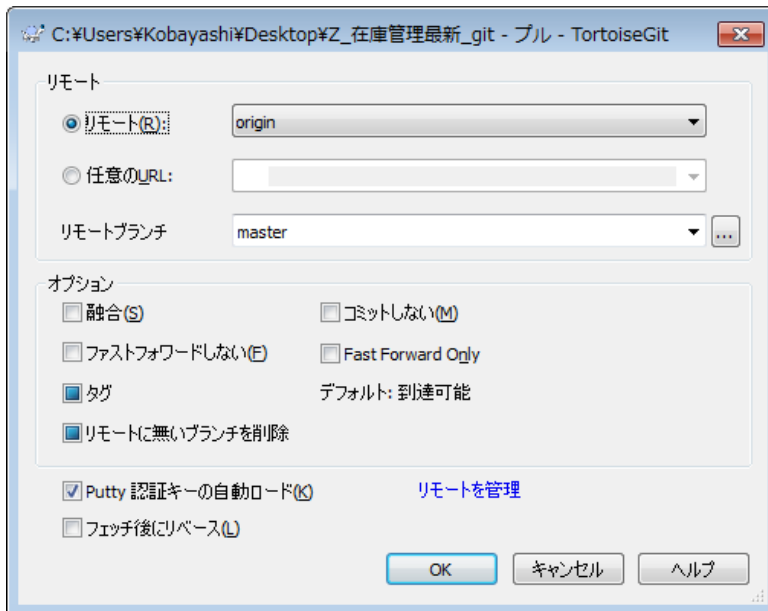 C:¥Users¥Kobayashi¥Desktop¥Z_在庫管理最新_git - プル - TortoiseGit
リモート
リモート(R):
origin
任意のURL:
リモートブランチ
master
...
オプション
融合(S)
コミットしない(M)
ファストフォワードしない(F)
Fast Forward Only
タグ
デフォルト: 到達可能
リモートに無いブランチを削除
Putty 認証キーの自動ロード(K)
リモートを管理
フェッチ後にリベース(L)
OK
キャンセル
ヘルプ